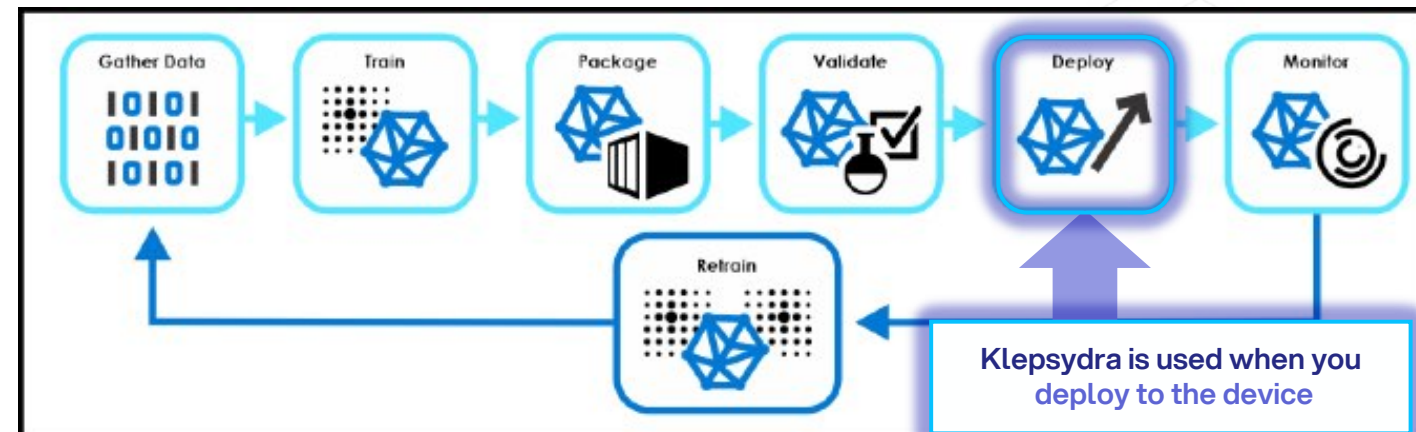 Gather Data
Train
Package
Validate
Deploy
Monitor
10101
01010
10101
Retrain
Klepsydra is used when you
deploy to the device